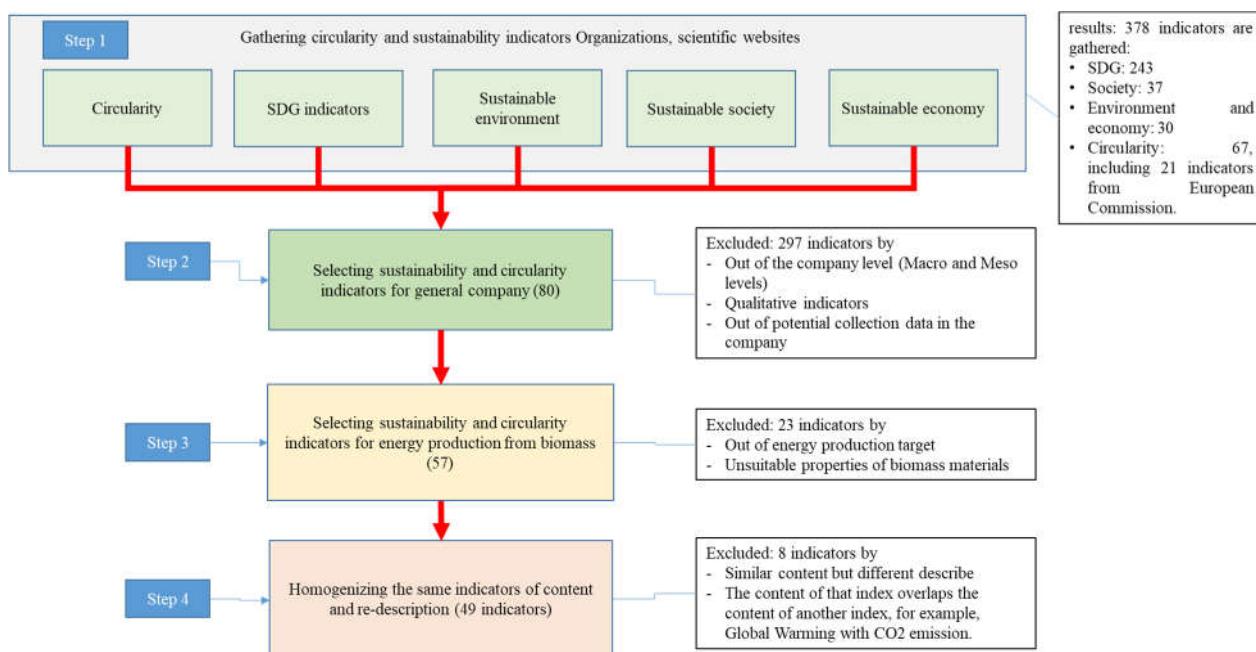 Step 1
Gathering circularity and sustainability indicators Organizations, scientific websites
Circularity
SDG indicators
Sustainable
environment
Sustainable society
Sustainable economy
results: 378 indicators are
gathered:
• SDG: 243
• Society: 37
• Environment and
economy: 30
• Circularity: 67,
including 21 indicators
from European
Commission.
Step 2
Selecting sustainability and circularity
indicators for general company (80)
Excluded: 297 indicators by
- Out of the company level (Macro and Meso
levels)
- Qualitative indicators
- Out of potential collection data in the
company
Step 3
Selecting sustainability and circularity
indicators for energy production from biomass
(57)
Excluded: 23 indicators by
- Out of energy production target
- Unsuitable properties of biomass materials
Step 4
Homogenizing the same indicators of content
and re-description (49 indicators)
Excluded: 8 indicators by
- Similar content but different describe
- The content of that index overlaps the
content of another index, for example,
Global Warming with CO2 emission.